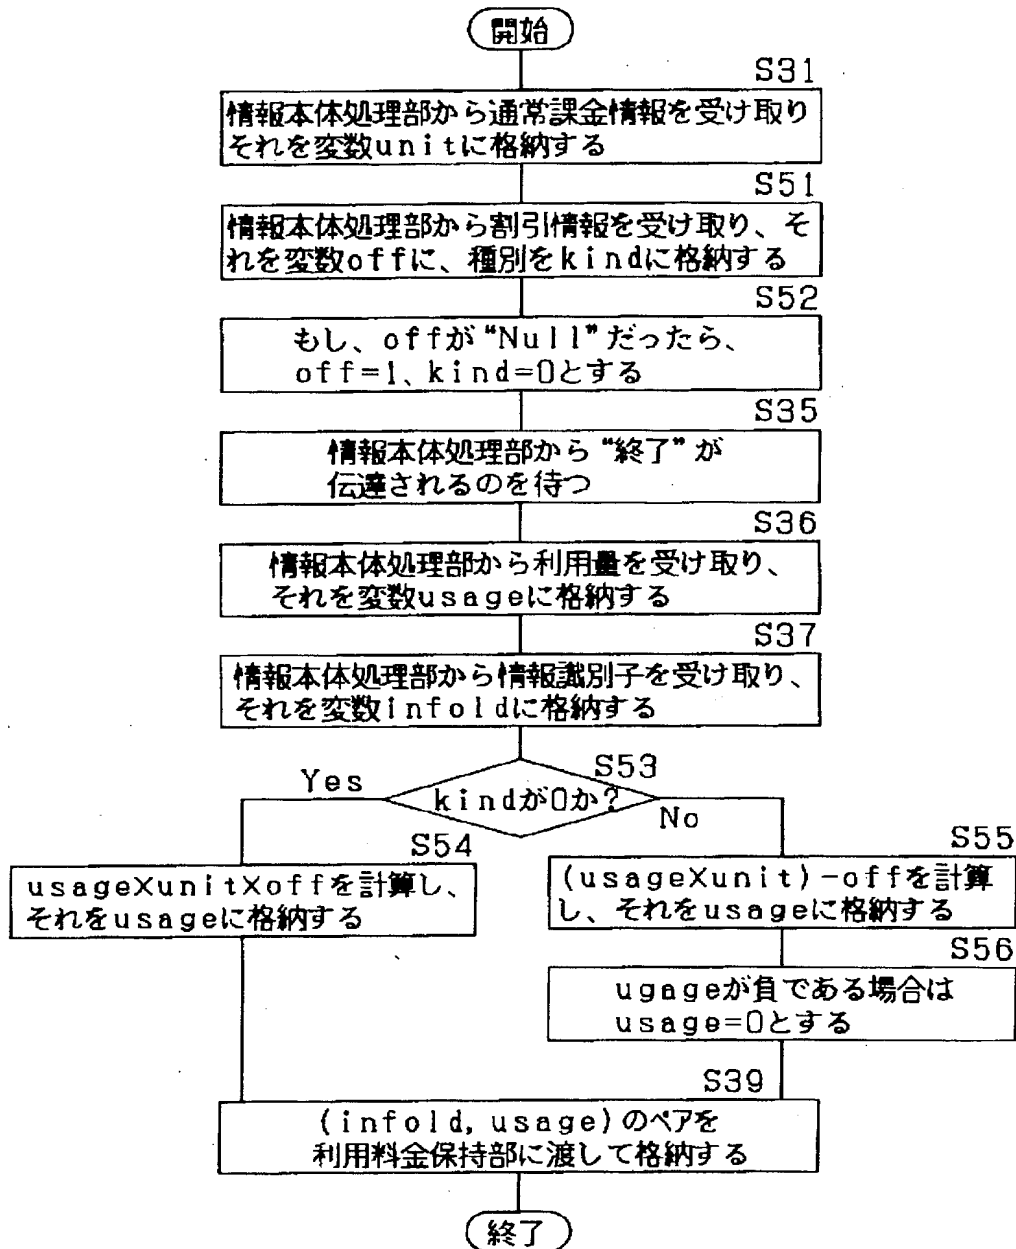 開始
S31
情報本体処理部から通常課金情報を受け取り
それを変数unitに格納する
S51
情報本体処理部から割引情報を受け取り、そ
れを変数offに、種別をkindに格納する
S52
もし、offが“Null”だったら、
off=1、kind=0とする
S35
情報本体処理部から“終了”が
伝達されるのを待つ
S36
情報本体処理部から利用量を受け取り、
それを変数usageに格納する
S37
情報本体処理部から情報識別子を受け取り、
それを変数infoIdに格納する
S53
kindが0か?
Yes
No
S54
usage×unit×offを計算し、
それをusageに格納する
S55
(usage×unit)-offを計算
し、それをusageに格納する
S56
ugageが負である場合は
usage=0とする
S39
(infoId,usage)のペアを
利用料金保持部に渡して格納する
終了